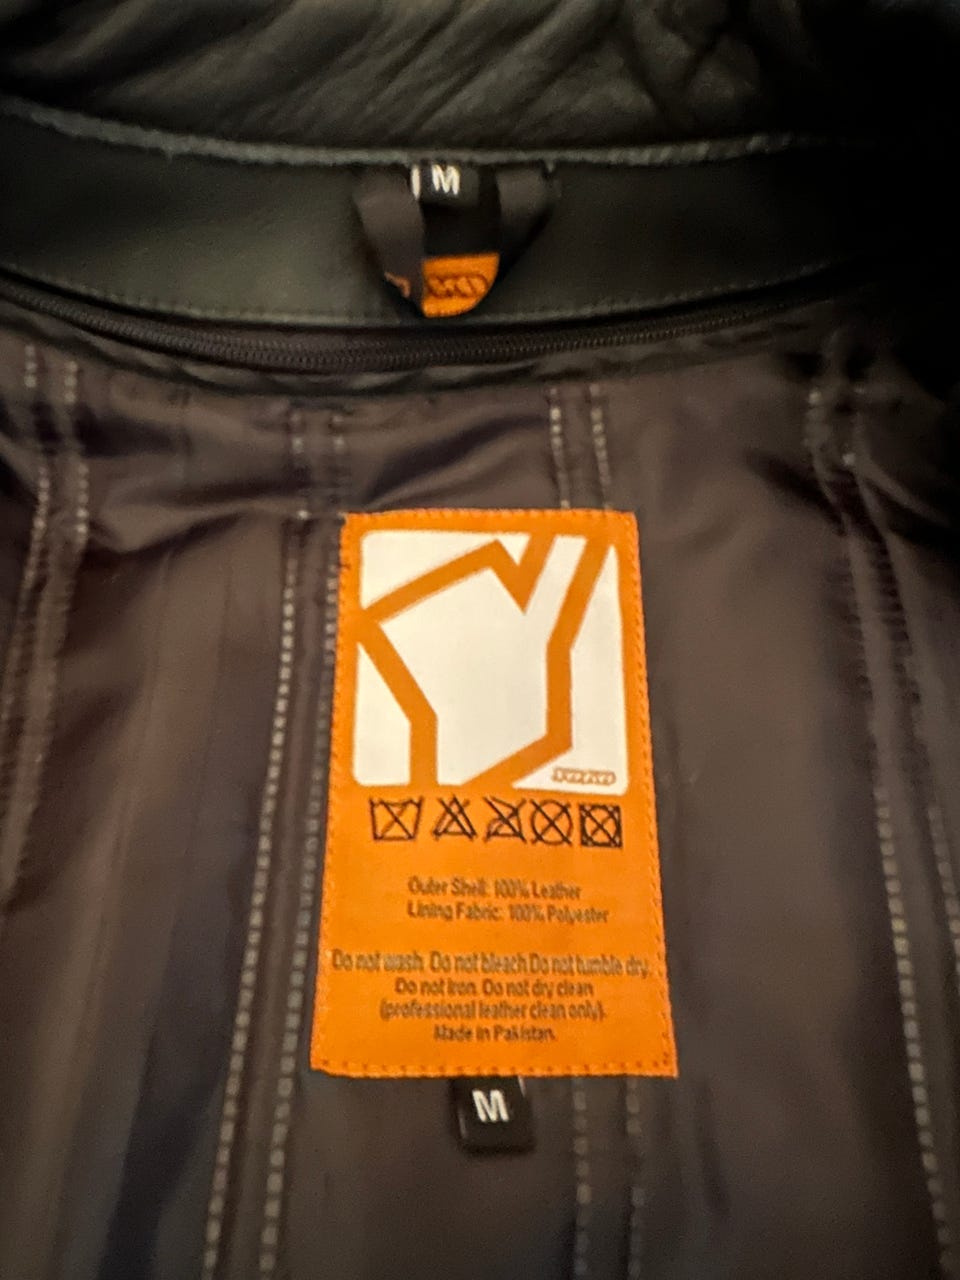 M
Outer Shell: 100% Leather
Lining Fabric: 100% Polyester
Do not wash. Do not bleach Do not tumble dry.
Do not Iron. Do not dry clean
(professional leather clean only).
Made in Pakistan.
M